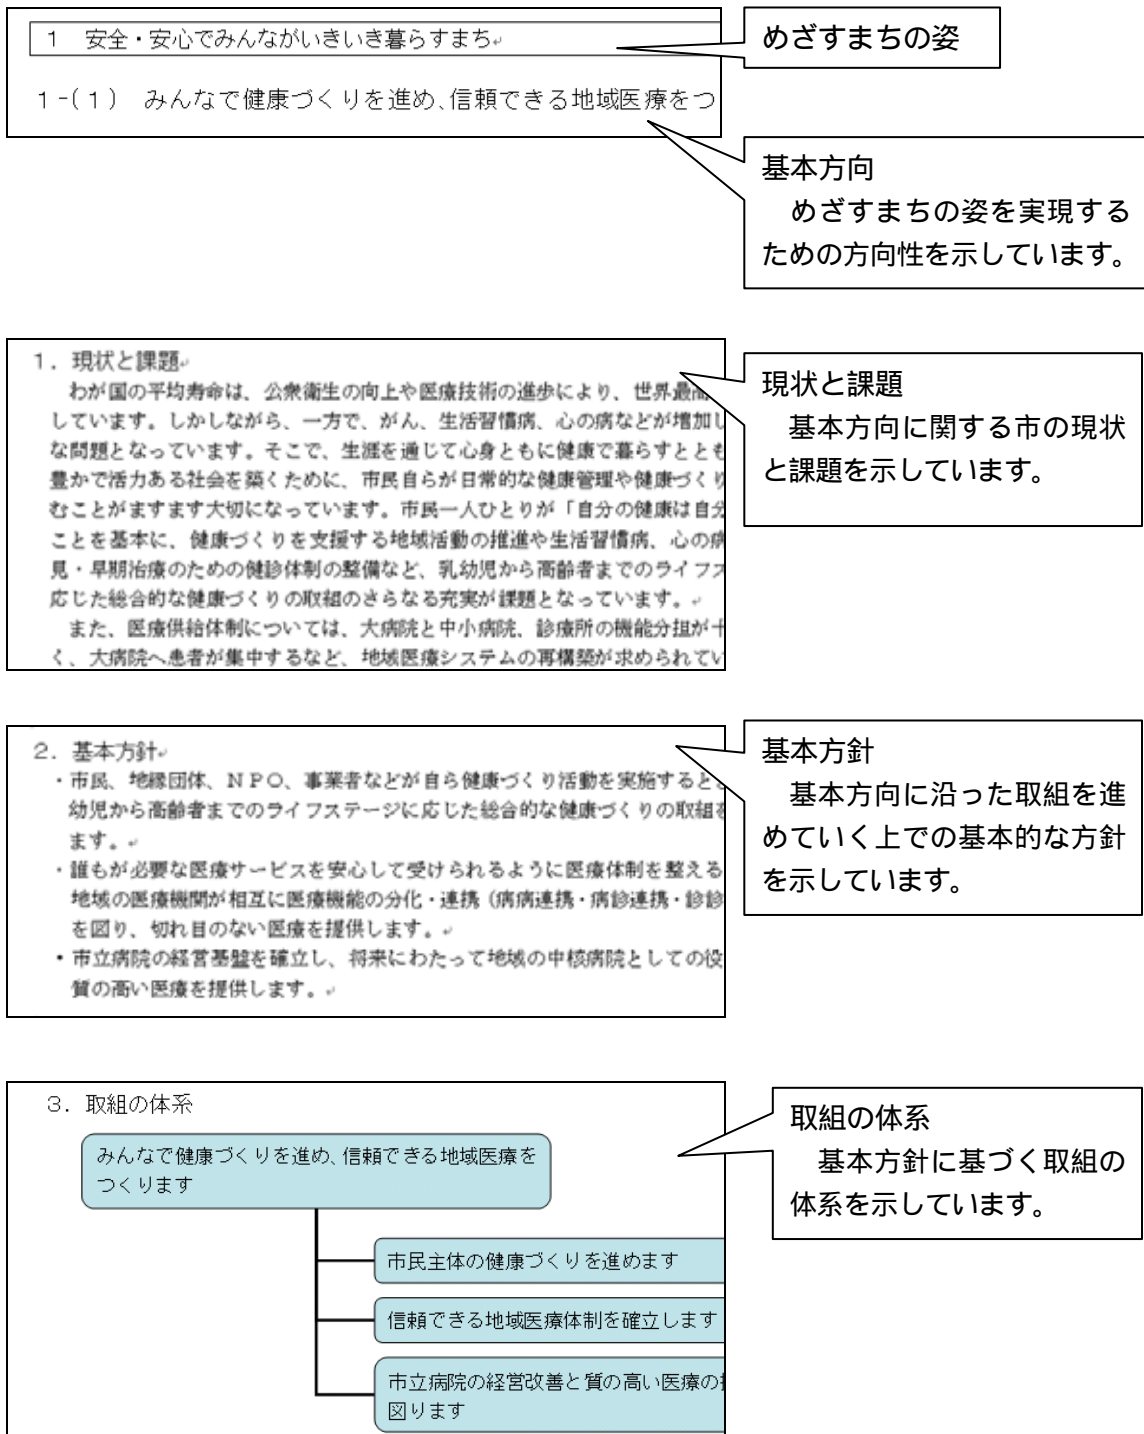 1　安全・安心でみんながいきいき暮らすまち
めざすまちの姿
1-(1)　みんなで健康づくりを進め、信頼できる地域医療をつ
基本方向
めざすまちの姿を実現する
ための方向性を示しています。
1．現状と課題
わが国の平均寿命は、公衆衛生の向上や医療技術の進歩により、世界最高
しています。しかしながら、一方で、がん、生活習慣病、心の病などが増加し
な問題となっています。そこで、生涯を通じて心身ともに健康で暮らすととも
豊かで活力ある社会を築くために、市民自らが日常的な健康管理や健康づくり
むことがますます大切になっています。市民一人ひとりが「自分の健康は自分
ことを基本に、健康づくりを支援する地域活動の推進や生活習慣病、心の病
見・早期治療のための健診体制の整備など、乳幼児から高齢者までのライフス
応じた総合的な健康づくりの取組のさらなる充実が課題となっています。
また、医療供給体制については、大病院と中小病院、診療所の機能分担が十
く、大病院へ患者が集中するなど、地域医療システムの再構築が求められてい
現状と課題
基本方向に関する市の現状
と課題を示しています。
2．基本方針
・市民、地縁団体、ＮＰＯ、事業者などが自ら健康づくり活動を実施すると
幼児から高齢者までのライフステージに応じた総合的な健康づくりの取組を
ます。
・誰もが必要な医療サービスを安心して受けられるように医療体制を整える
地域の医療機関が相互に医療機能の分化・連携（病病連携・病診連携・診診
を図り、切れ目のない医療を提供します。
・市立病院の経営基盤を確立し、将来にわたって地域の中核病院としての役
質の高い医療を提供します。
基本方針
基本方向に沿った取組を進
めていく上での基本的な方針
を示しています。
3．取組の体系
みんなで健康づくりを進め、信頼できる地域医療を
つくります
市民主体の健康づくりを進めます
信頼できる地域医療体制を確立します
市立病院の経営改善と質の高い医療の
図ります
取組の体系
基本方針に基づく取組の
体系を示しています。